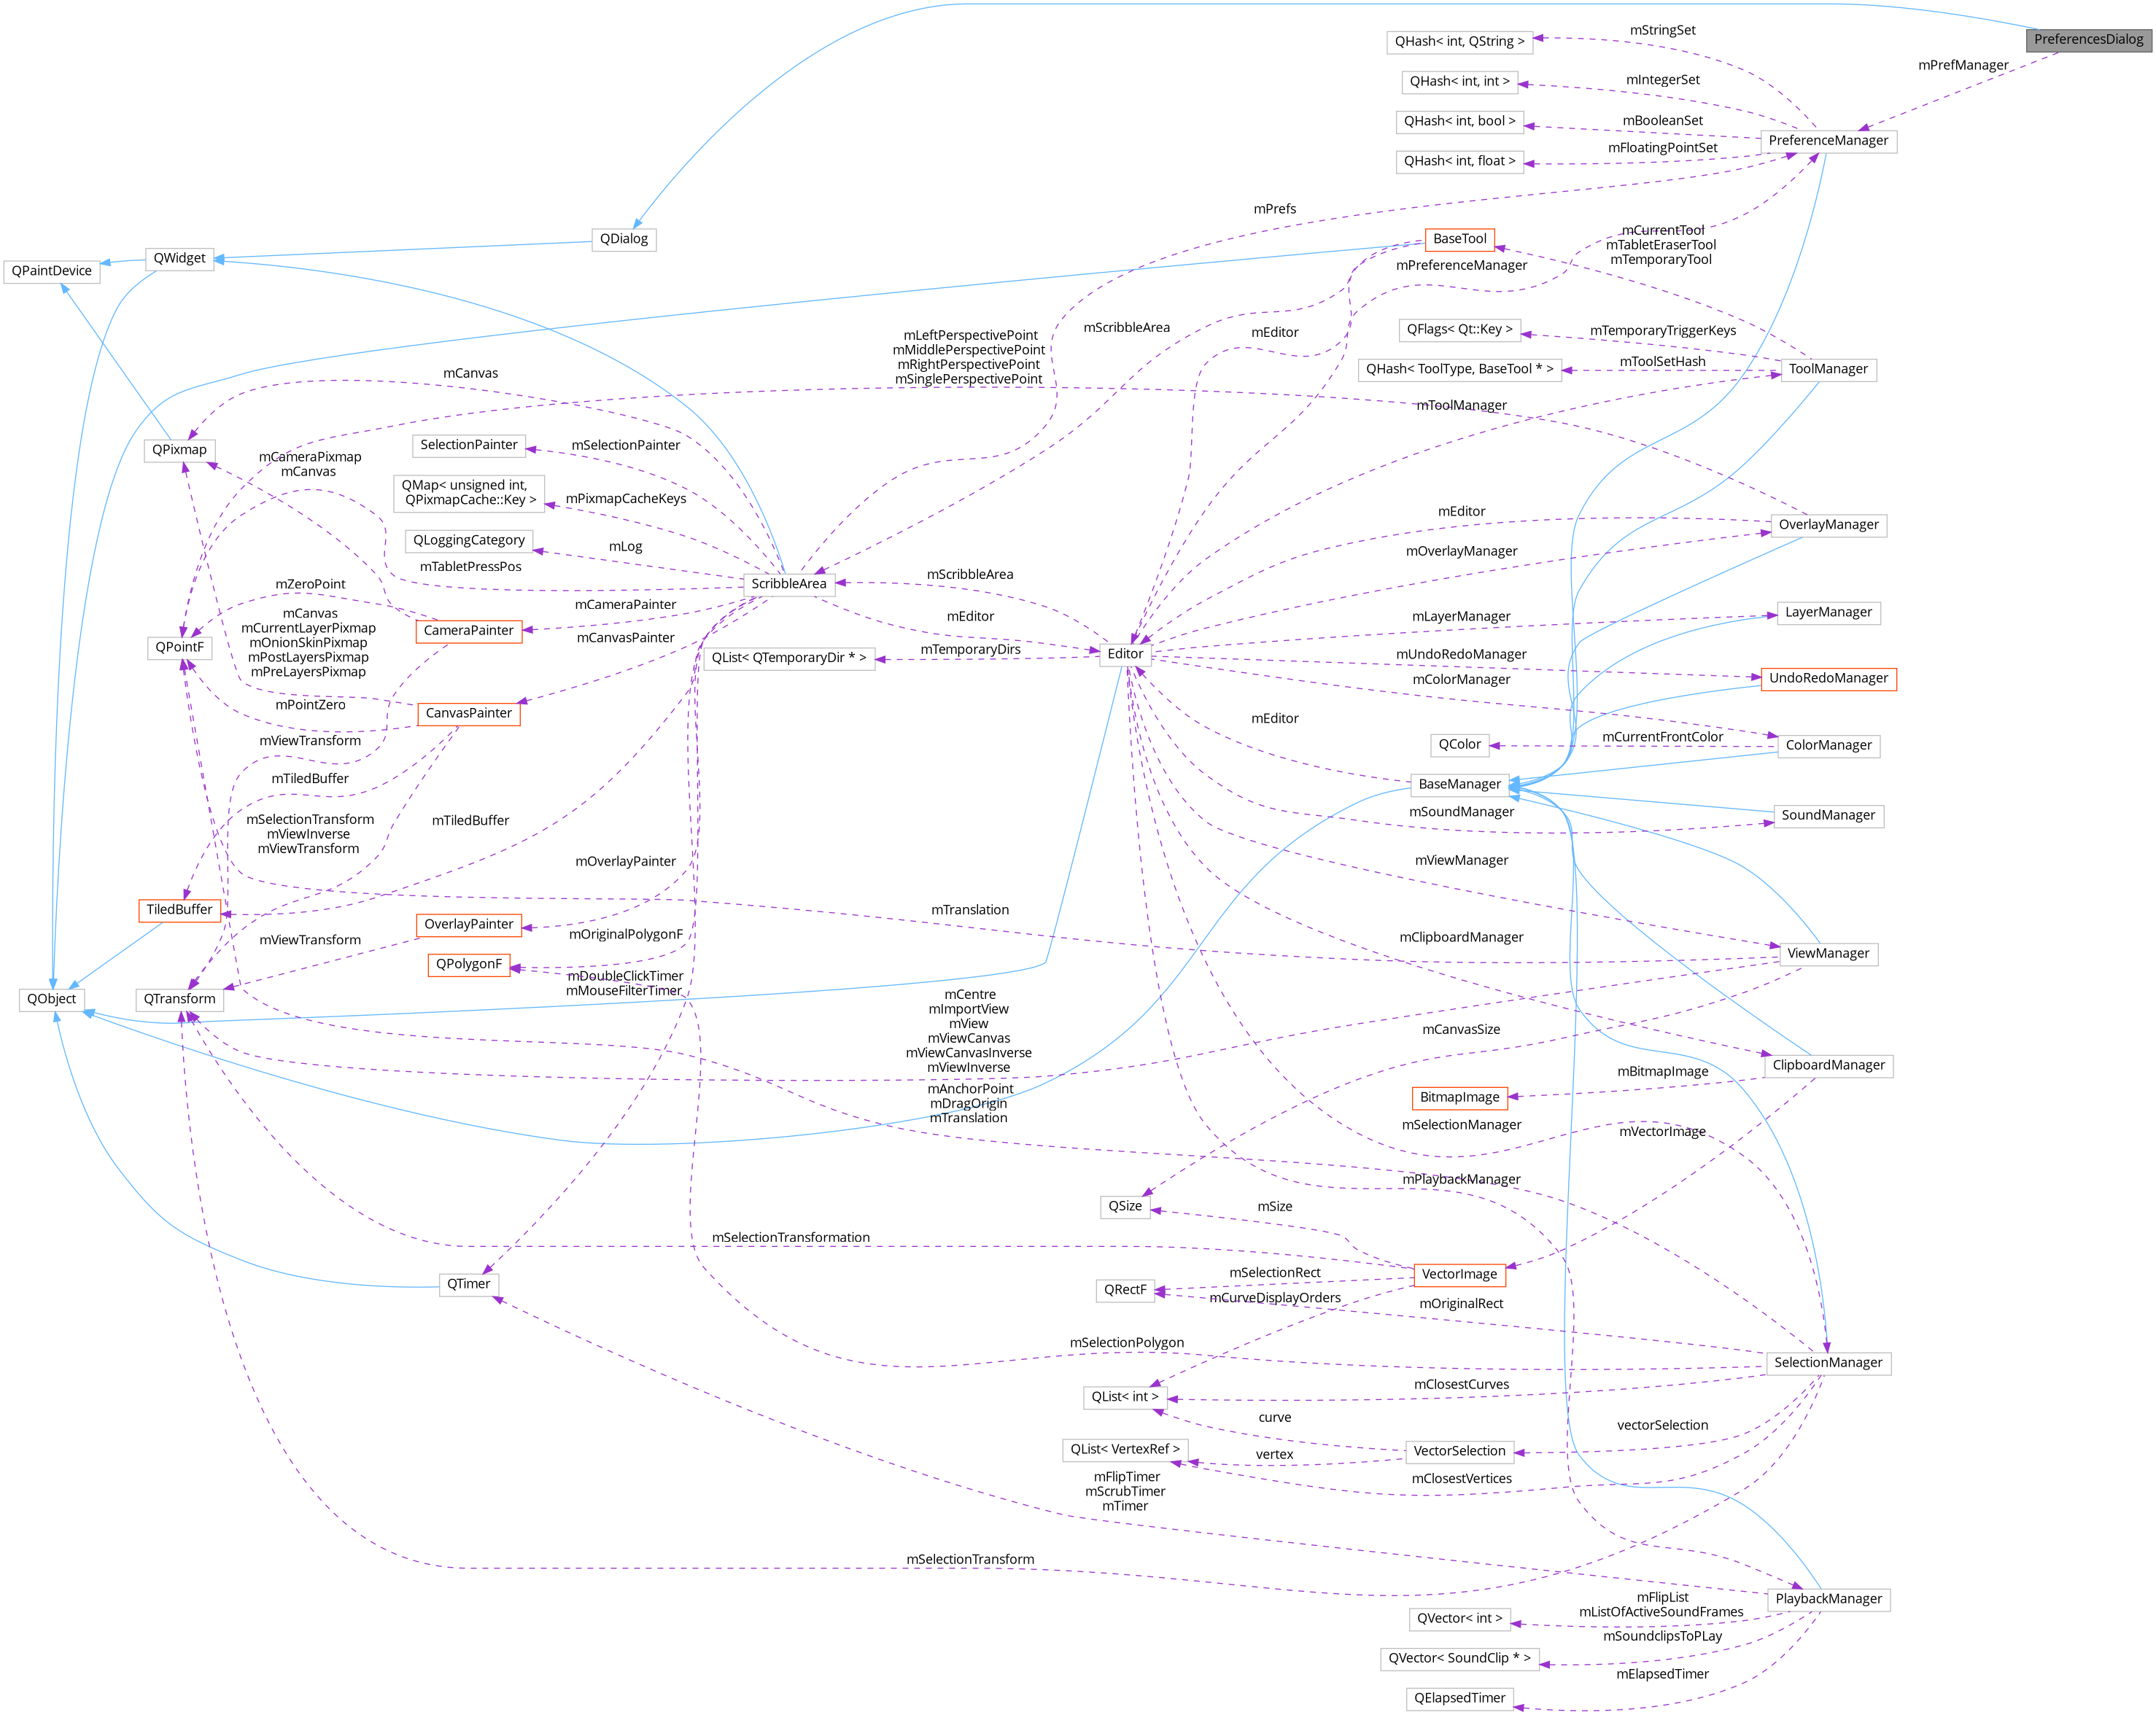 PreferencesDialog
mStringSet
QHash< int, QString >
mPrefManager
mIntegerSet
QHash< int, int >
mBooleanSet
QHash< int, bool >
PreferenceManager
mFloatingPointSet
QHash< int, float >
mPrefs
QDialog
BaseTool
mCurrentTool
mTabletEraserTool
mTemporaryTool
QWidget
QPaintDevice
mPreferenceManager
mScribbleArea
mEditor
QFlags< Qt::Key >
mTemporaryTriggerKeys
mLeftPerspectivePoint
mMiddlePerspectivePoint
mRightPerspectivePoint
mSinglePerspectivePoint
QHash< ToolType, BaseTool * >
mToolSetHash
ToolManager
mCanvas
mToolManager
SelectionPainter
mSelectionPainter
QPixmap
mCameraPixmap
mCanvas
QMap< unsigned int,
QPixmapCache::Key >
mPixmapCacheKeys
mEditor
OverlayManager
QLoggingCategory
mLog
mOverlayManager
mTabletPressPos
mScribbleArea
ScribbleArea
mZeroPoint
mCameraPainter
mEditor
mLayerManager
LayerManager
mCanvas
mCurrentLayerPixmap
mOnionSkinPixmap
mPostLayersPixmap
mPreLayersPixmap
CameraPainter
mCanvasPainter
QPointF
QList< QTemporaryDir * >
mTemporaryDirs
Editor
mUndoRedoManager
UndoRedoManager
mColorManager
mPointZero
CanvasPainter
mEditor
QColor
mCurrentFrontColor
ColorManager
mViewTransform
mTiledBuffer
BaseManager
mSoundManager
SoundManager
mSelectionTransform
mViewInverse
mViewTransform
mTiledBuffer
mOverlayPainter
mViewManager
TiledBuffer
mTranslation
OverlayPainter
mViewTransform
mOriginalPolygonF
mClipboardManager
ViewManager
QPolygonF
mDoubleClickTimer
mMouseFilterTimer
QObject
QTransform
mCentre
mImportView
mView
mViewCanvas
mViewCanvasInverse
mViewInverse
mCanvasSize
ClipboardManager
mBitmapImage
BitmapImage
mAnchorPoint
mDragOrigin
mTranslation
mSelectionManager
mVectorImage
mPlaybackManager
QSize
mSize
mSelectionTransformation
VectorImage
QTimer
mSelectionRect
QRectF
mCurveDisplayOrders
mOriginalRect
mSelectionPolygon
SelectionManager
mClosestCurves
QList< int >
curve
vectorSelection
QList< VertexRef >
vertex
VectorSelection
mFlipTimer
mScrubTimer
mTimer
mClosestVertices
mSelectionTransform
PlaybackManager
mFlipList
mListOfActiveSoundFrames
QVector< int >
mSoundclipsToPLay
QVector< SoundClip * >
mElapsedTimer
QElapsedTimer